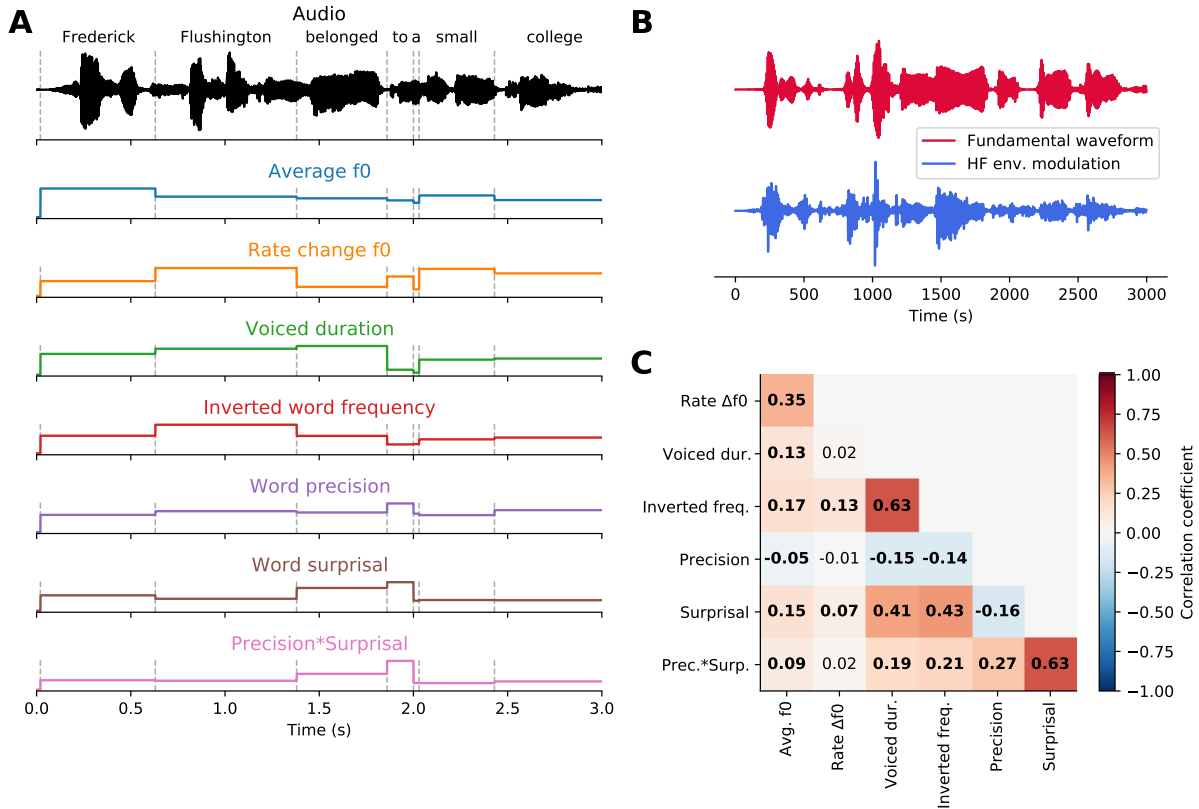 A
Audio
Frederick Flushington belonged to a small college
Average f0
Rate change f0
Voiced duration
Inverted word frequency
Word precision
Word surprisal
Precision*Surprisal
0.0 0.5 1.0 1.5 2.0 2.5 3.0
Time (s)
B
Fundamental waveform
HF env. modulation
0 500 1000 1500 2000 2500 3000
Time (s)
C
Rate Δf0 0.35
Voiced dur. 0.13 0.02
Inverted freq. 0.17 0.13 0.63
Precision -0.05 -0.01 -0.15 -0.14
Surprisal 0.15 0.07 0.41 0.43 -0.16
Prec.*Surp. 0.09 0.02 0.19 0.21 0.27 0.63
Avg. f0
Rate Δf0
Voiced dur.
Inverted freq.
Precision
Surprisal
1.00
0.75
0.50
0.25
0.00
−0.25
−0.50
−0.75
−1.00
Correlation coefficient